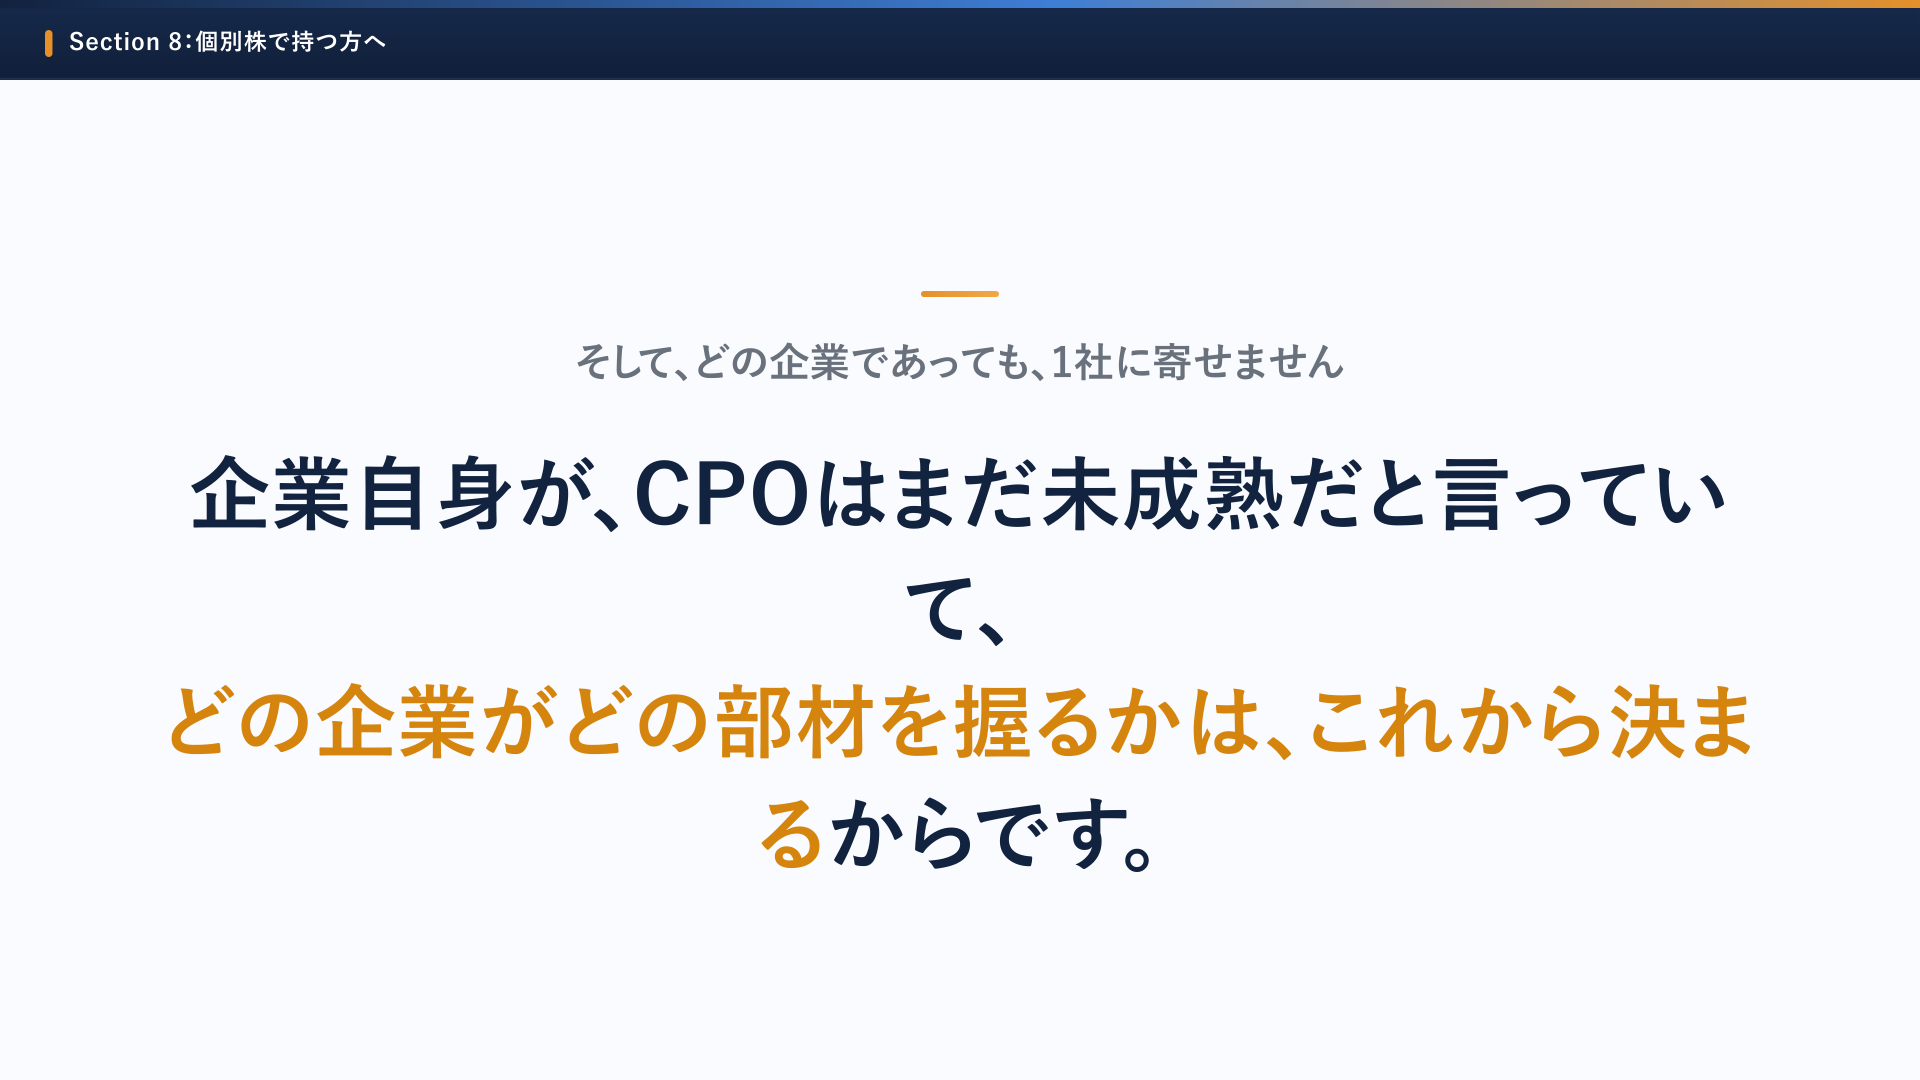 Section 8：個別株で持つ方へ
そして、どの企業であっても、1社に寄せません
企業自身が、CPOはまだ未成熟だと言ってい
て、
どの企業がどの部材を握るかは、これから決ま
るからです。